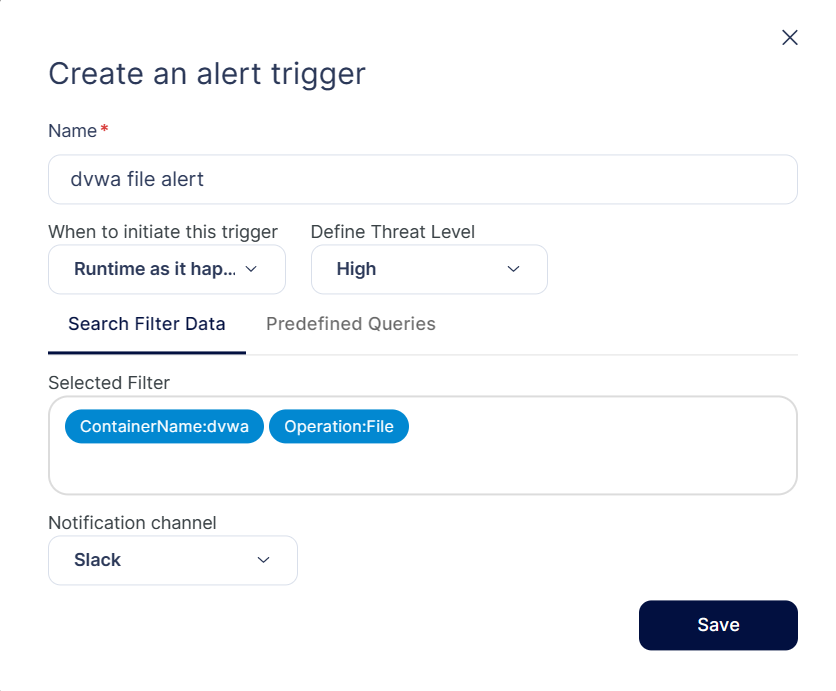 Create an alert trigger
Name*
dvwa file alert
When to initiate this trigger Define Threat Level
Runtime as it hap... High
Search Filter Data Predefined Queries
Selected Filter
ContainerName:dvwa Operation:File
Notification channel
Slack
Save